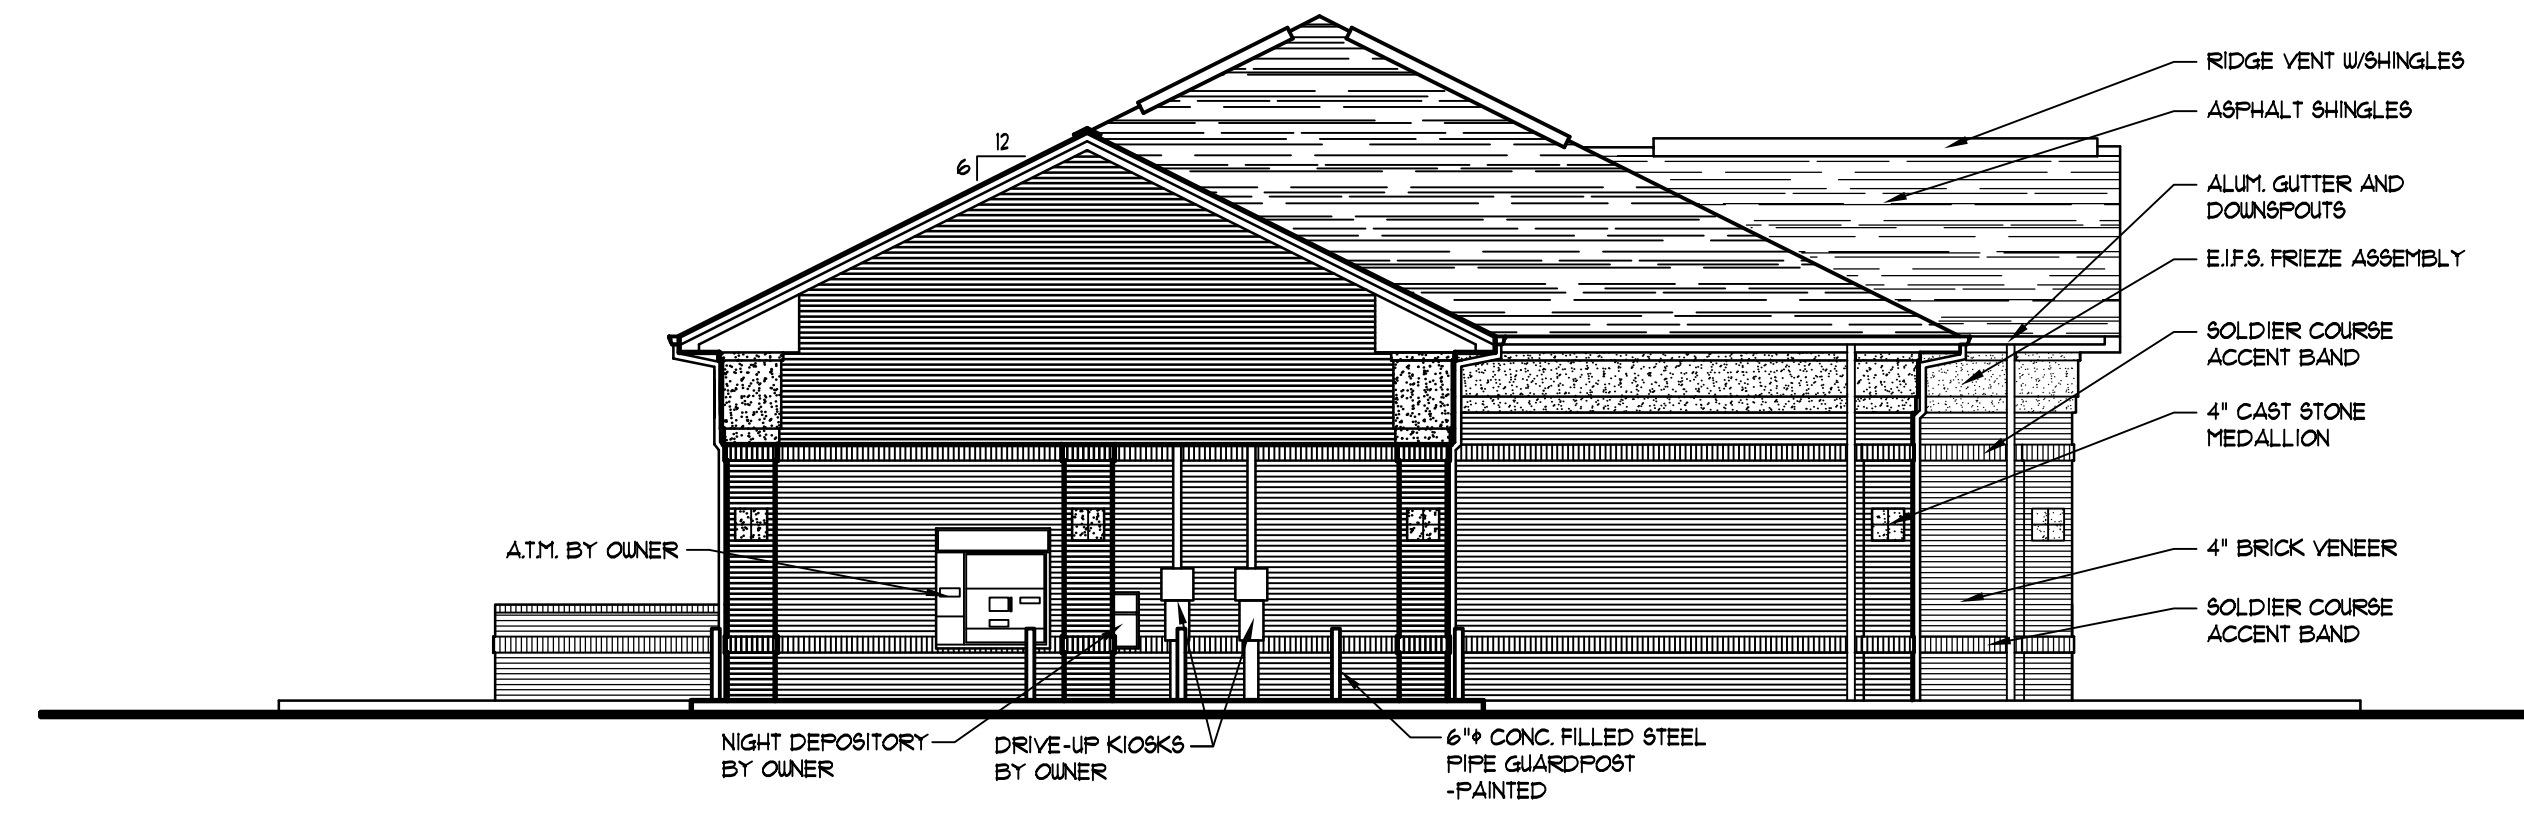 RIDGE VENT W/SHINGLES
ASPHALT SHINGLES
12
6
ALUM. GUTTER AND
DOWNSPOUTS
E.I.F.S. FRIEZE ASSEMBLY
SOLDIER COURSE
ACCENT BAND
4" CAST STONE
MEDALLION
A.T.M. BY OWNER
4" BRICK VENEER
SOLDIER COURSE
ACCENT BAND
NIGHT DEPOSITORY
BY OWNER
DRIVE-UP KIOSKS
BY OWNER
6"ϕ CONC. FILLED STEEL
PIPE GUARDPOST
-PAINTED